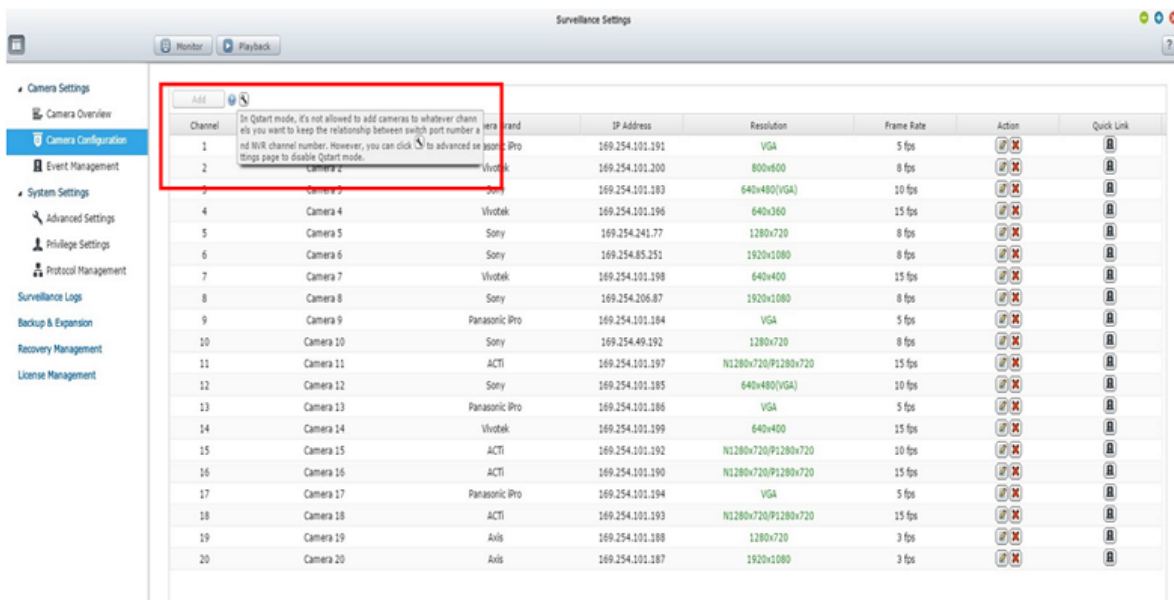 Surveillance Settings
Monitor Playback
?
Camera Settings
Camera Overview
Camera Configuration
Event Management
System Settings
Advanced Settings
Privilege Settings
Protocol Management
Surveillance Logs
Backup & Expansion
Recovery Management
License Management
Add
In Qstart mode, it's not allowed to add cameras to whatever chann
els you want to keep the relationship between switch port number a
nd NVR channel number. However, you can click to advanced se
ttings page to disable Qstart mode.
Channel Brand IP Address Resolution Frame Rate Action Quick Link
1 iPro 169.254.101.191 VGA 5 fps
2 Camera 2 Vivotek 169.254.101.200 800x600 8 fps
3 Camera 3 Sony 169.254.101.183 640x480(VGA) 10 fps
4 Camera 4 Vivotek 169.254.101.196 640x360 15 fps
5 Camera 5 Sony 169.254.241.77 1280x720 8 fps
6 Camera 6 Sony 169.254.85.251 1920x1080 8 fps
7 Camera 7 Vivotek 169.254.101.198 640x400 15 fps
8 Camera 8 Sony 169.254.206.87 1920x1080 8 fps
9 Camera 9 Panasonic iPro 169.254.101.184 VGA 5 fps
10 Camera 10 Sony 169.254.49.192 1280x720 8 fps
11 Camera 11 ACTi 169.254.101.197 N1280x720/P1280x720 15 fps
12 Camera 12 Sony 169.254.101.185 640x480(VGA) 10 fps
13 Camera 13 Panasonic iPro 169.254.101.186 VGA 5 fps
14 Camera 14 Vivotek 169.254.101.199 640x400 15 fps
15 Camera 15 ACTi 169.254.101.192 N1280x720/P1280x720 10 fps
16 Camera 16 ACTi 169.254.101.190 N1280x720/P1280x720 15 fps
17 Camera 17 Panasonic iPro 169.254.101.194 VGA 5 fps
18 Camera 18 ACTi 169.254.101.193 N1280x720/P1280x720 15 fps
19 Camera 19 Axis 169.254.101.188 1280x720 3 fps
20 Camera 20 Axis 169.254.101.187 1920x1080 3 fps